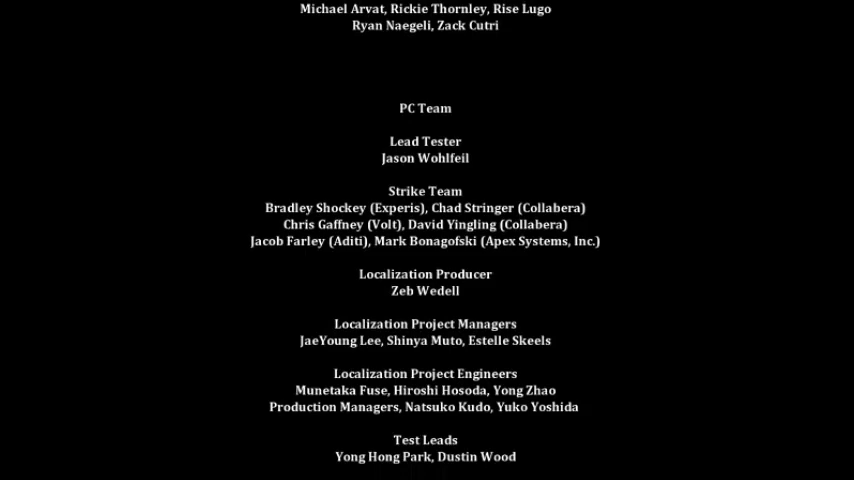 Michael Arvat, Rickie Thornley, Rise Lugo
Ryan Naegeli, Zack Cutri
PC Team
Lead Tester
Jason Wohlfeil
Strike Team
Bradley Shockey (Experis), Chad Stringer (Collabera)
Chris Gaffney (Volt), David Yingling (Collabera)
Jacob Farley (Aditi), Mark Bonagofski (Apex Systems, Inc.)
Localization Producer
Zeb Wedell
Localization Project Managers
JaeYoung Lee, Shinya Muto, Estelle Skeels
Localization Project Engineers
Munetaka Fuse, Hiroshi Hosoda, Yong Zhao
Production Managers, Natsuko Kudo, Yuko Yoshida
Test Leads
Yong Hong Park, Dustin Wood